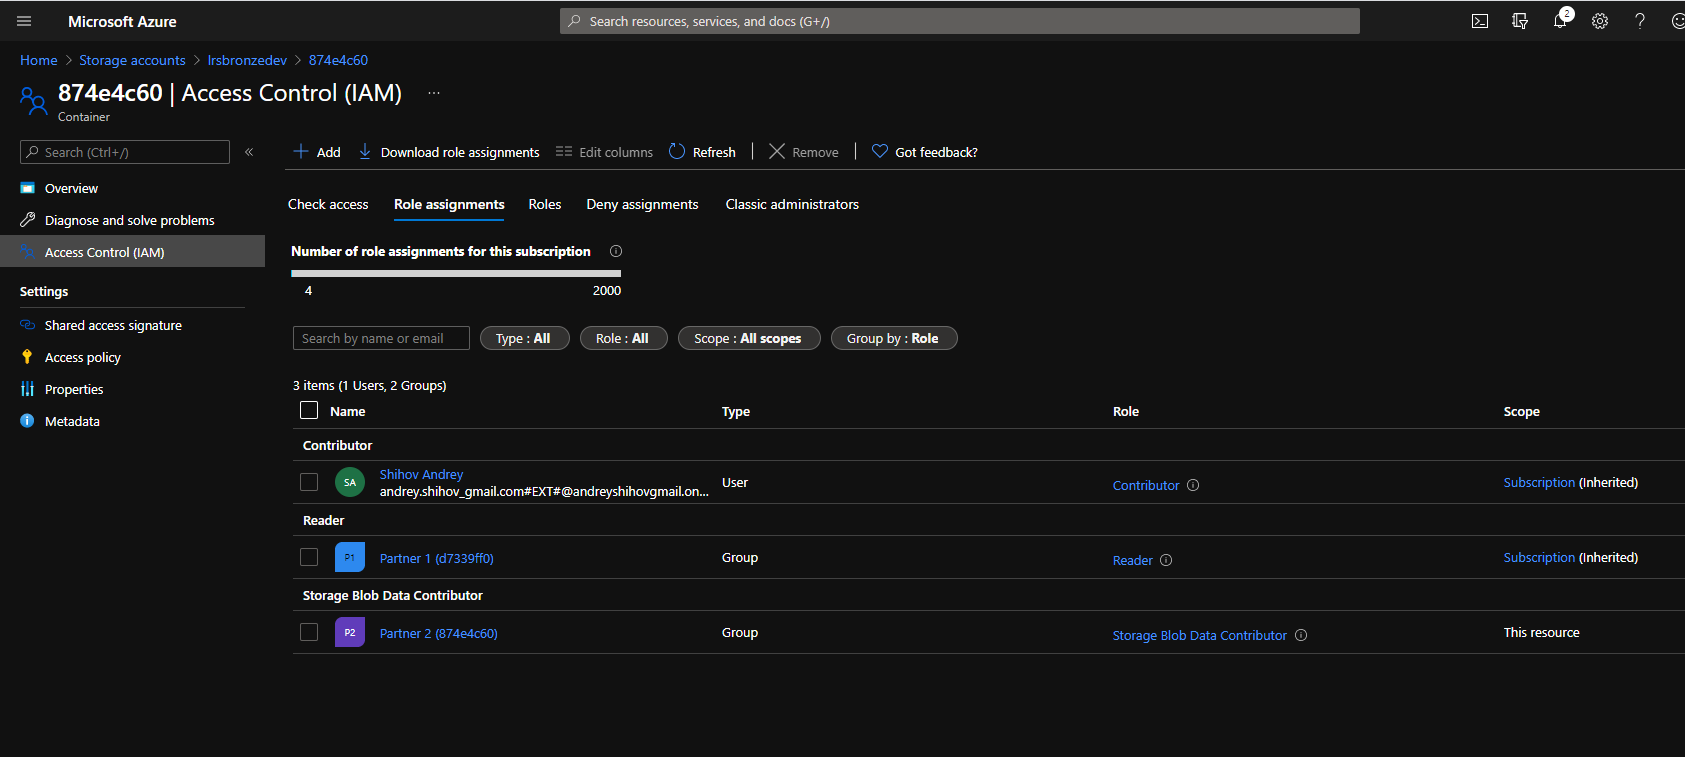 Microsoft Azure
Search resources, services, and docs (G+/)
2
Home > Storage accounts > lrsbronzedev > 874e4c60
874e4c60 | Access Control (IAM) ...
Container
Search (Ctrl+/)
«
Overview
Diagnose and solve problems
Access Control (IAM)
Settings
Shared access signature
Access policy
Properties
Metadata
Add
Download role assignments
Edit columns
Refresh
Remove
Got feedback?
Check access
Role assignments
Roles
Deny assignments
Classic administrators
Number of role assignments for this subscription
4
2000
Search by name or email
Type : All
Role : All
Scope : All scopes
Group by : Role
3 items (1 Users, 2 Groups)
Name Type Role Scope
Contributor
SA
Shihov Andrey
andrey.shihov_gmail.com#EXT#@andreyshihovgmail.on...
User
Contributor
Subscription (Inherited)
Reader
P1
Partner 1 (d7339ff0)
Group
Reader
Subscription (Inherited)
Storage Blob Data Contributor
P2
Partner 2 (874e4c60)
Group
Storage Blob Data Contributor
This resource